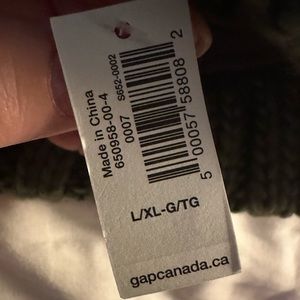 Made in China
650958-00-4
0007
S652-0002
5 00057 58808 2
L/XL-G/TG
gapcanada.ca